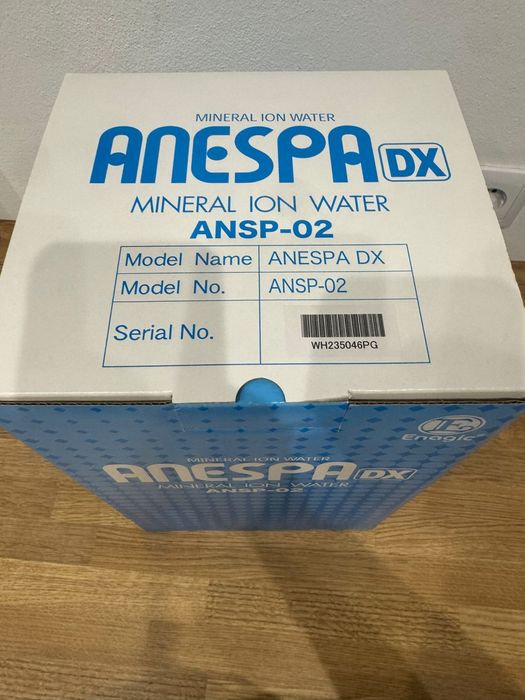 MINERAL ION WATER
ANESPA DX
MINERAL ION WATER
ANSP-02
Model Name ANESPA DX
Model No. ANSP-02
Serial No. WH235046PG
E Enagic®
MINERAL ION WATER
ANESPA DX
MINERAL ION WATER
ANSP-02